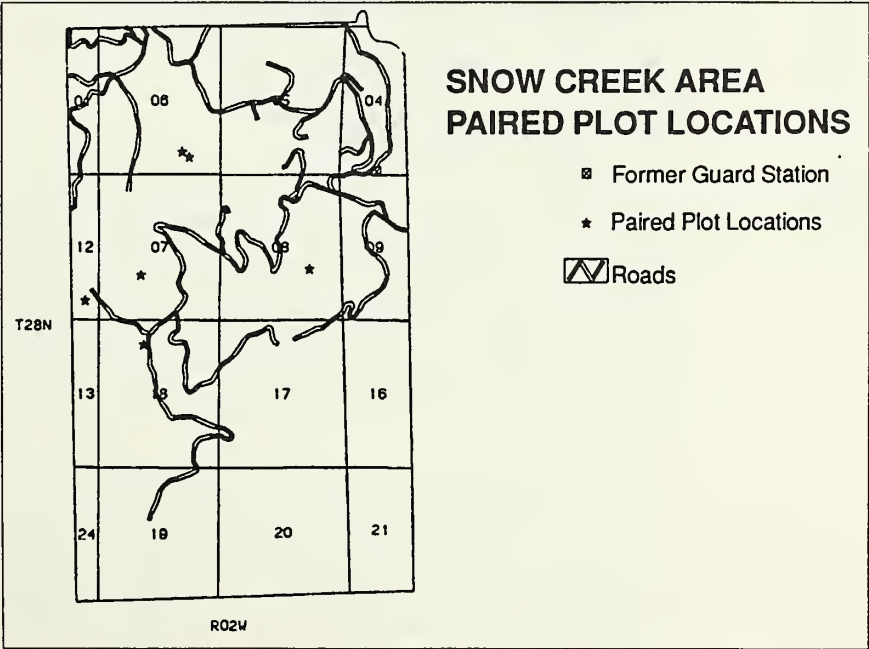 SNOW CREEK AREA
PAIRED PLOT LOCATIONS
Former Guard Station
Paired Plot Locations
Roads
06
04
12
07
08
09
T28N
13
18
17
16
24
19
20
21
R02W